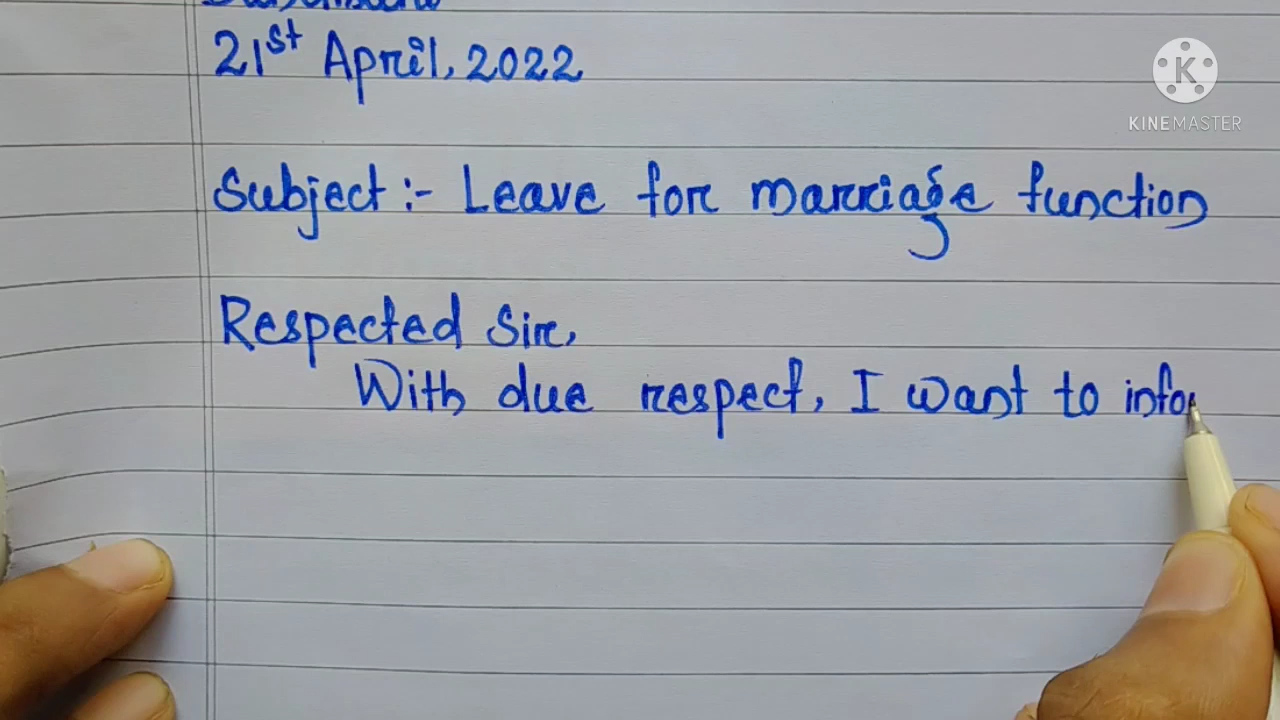 21st April, 2022
KINEMASTER
Subject :- Leave for marriage function
Respected Sir,
With due respect, I want to info